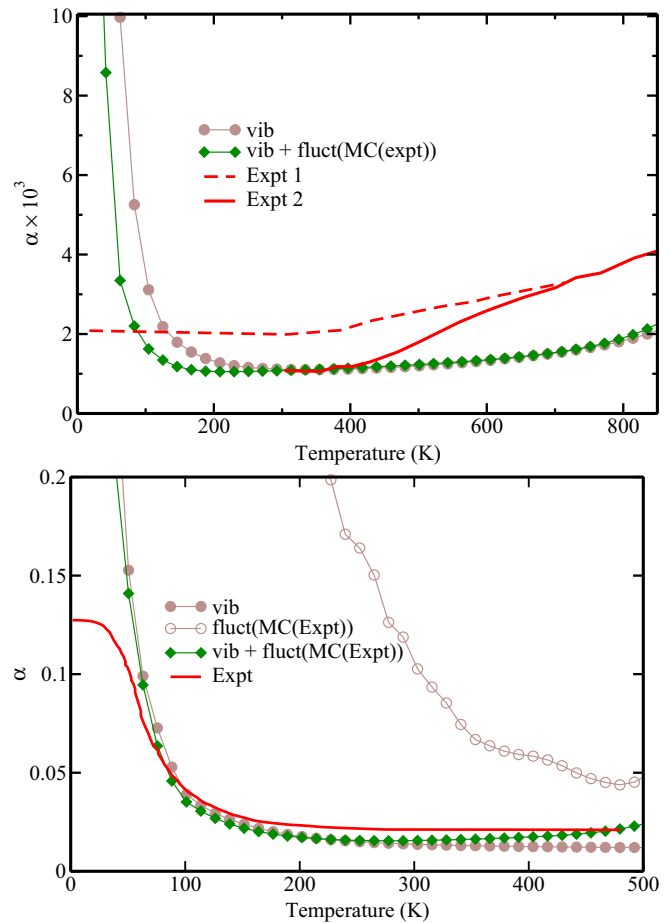 10
8
6
4
2
0
α × 10³
vib
vib + fluct(MC(expt))
Expt 1
Expt 2
0 200 400 600 800
Temperature (K)
0.2
0.15
0.1
0.05
0
α
vib
fluct(MC(Expt))
vib + fluct(MC(Expt))
Expt
0 100 200 300 400 500
Temperature (K)